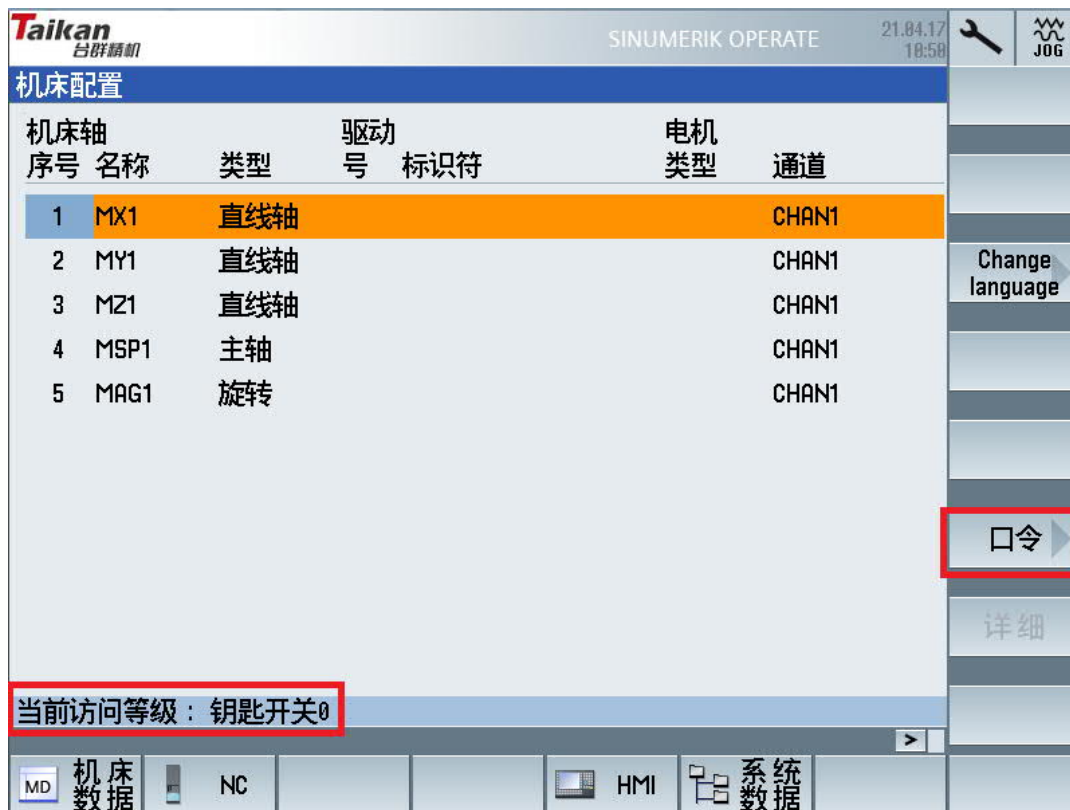 Taikan
台群精机
SINUMERIK OPERATE
21.04.17
18:58
JOG
机床配置
机床轴 驱动 电机
序号 名称 类型 号 标识符 类型 通道
1 MX1 直线轴 CHAN1
2 MY1 直线轴 CHAN1
3 MZ1 直线轴 CHAN1
4 MSP1 主轴 CHAN1
5 MAG1 旋转 CHAN1
Change
language
口令
详细
当前访问等级：钥匙开关0
>
MD 机床
数据
NC
HMI
系统
数据